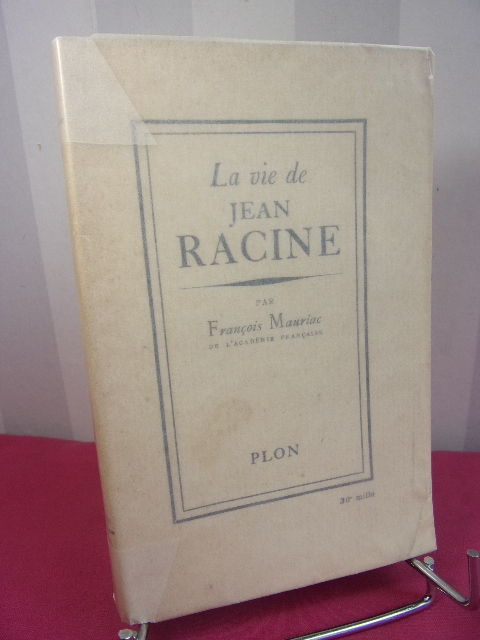 La vie de
JEAN
RACINE
PAR
François Mauriac
DE L'ACADÉMIE FRANÇAISE
PLON
30e mille